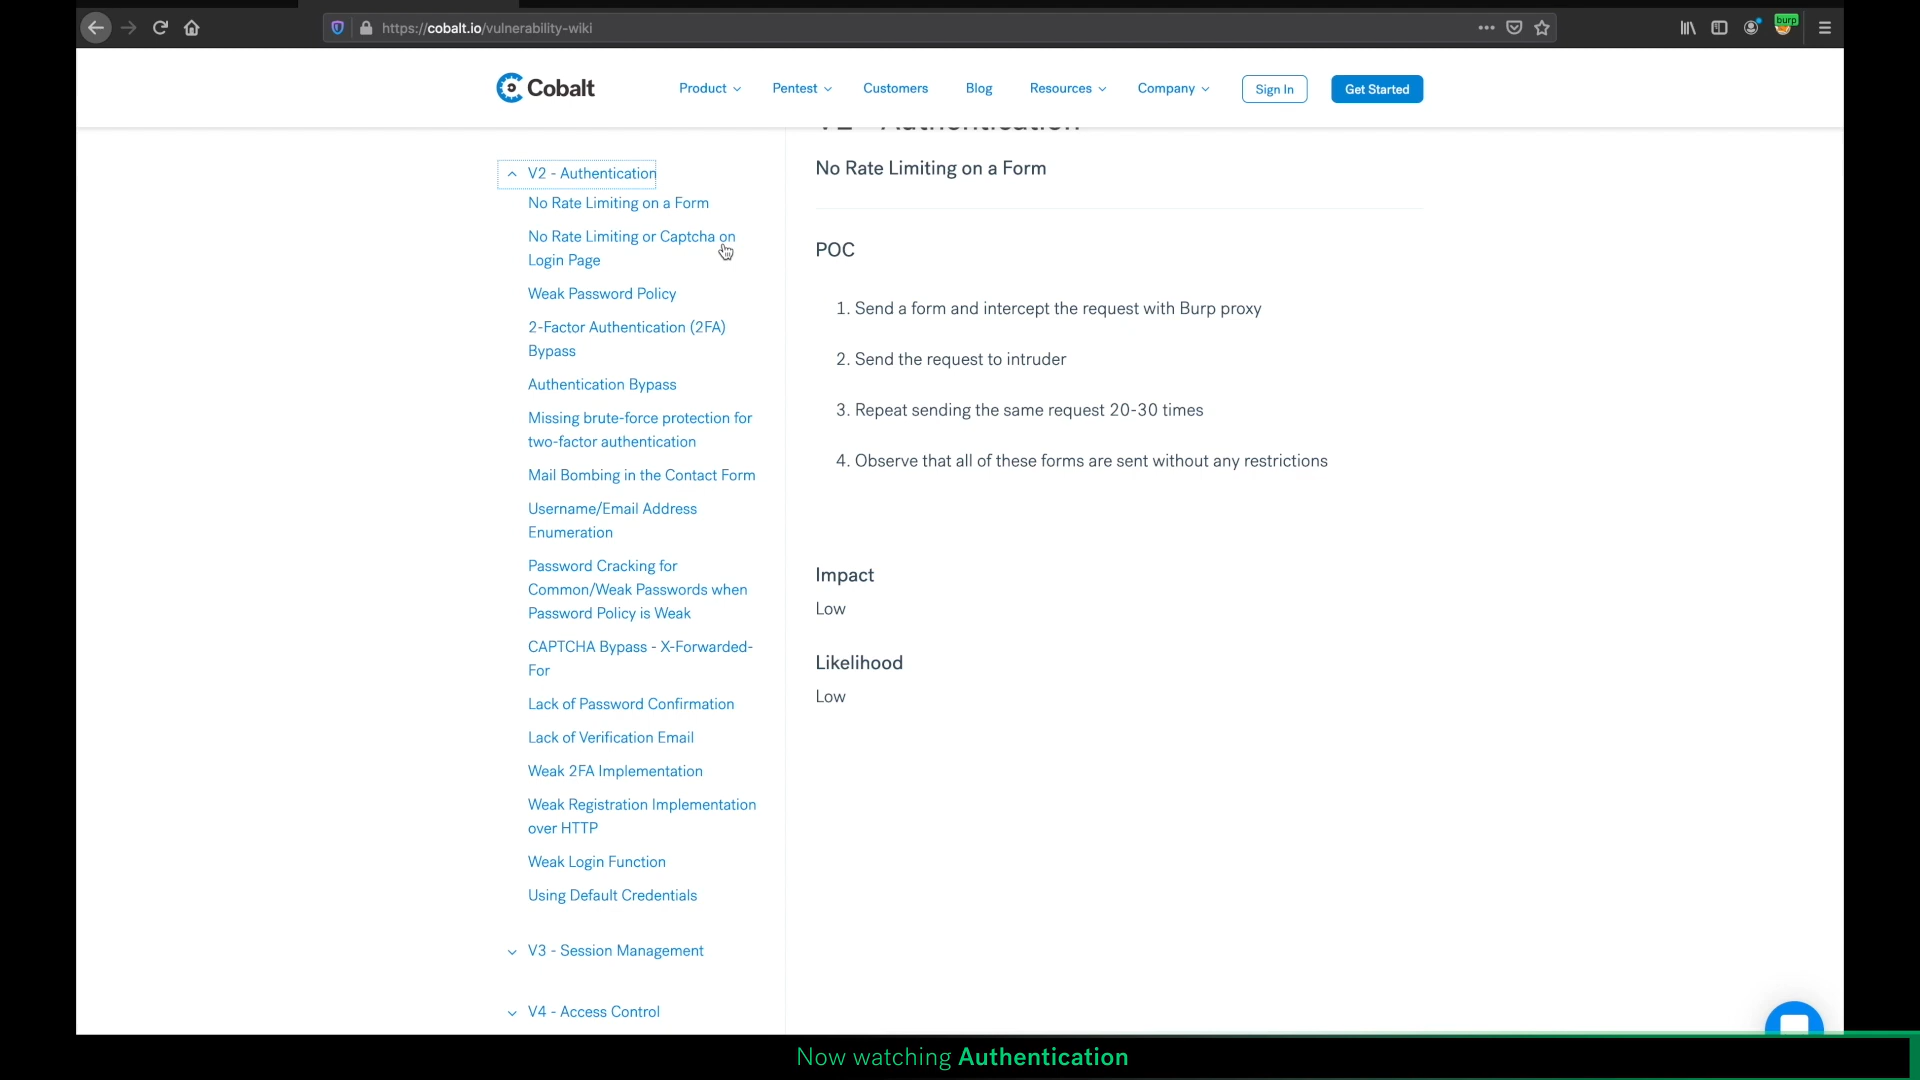 https://cobalt.io/vulnerability-wiki
burp
Cobalt
Product
Pentest
Customers
Blog
Resources
Company
Sign In
Get Started
V2 - Authentication
V2 - Authentication
No Rate Limiting on a Form
No Rate Limiting or Captcha on
Login Page
Weak Password Policy
2-Factor Authentication (2FA)
Bypass
Authentication Bypass
Missing brute-force protection for
two-factor authentication
Mail Bombing in the Contact Form
Username/Email Address
Enumeration
Password Cracking for
Common/Weak Passwords when
Password Policy is Weak
CAPTCHA Bypass - X-Forwarded-
For
Lack of Password Confirmation
Lack of Verification Email
Weak 2FA Implementation
Weak Registration Implementation
over HTTP
Weak Login Function
Using Default Credentials
V3 - Session Management
V4 - Access Control
No Rate Limiting on a Form
POC
1. Send a form and intercept the request with Burp proxy
2. Send the request to intruder
3. Repeat sending the same request 20-30 times
4. Observe that all of these forms are sent without any restrictions
Impact
Low
Likelihood
Low
Now watching Authentication